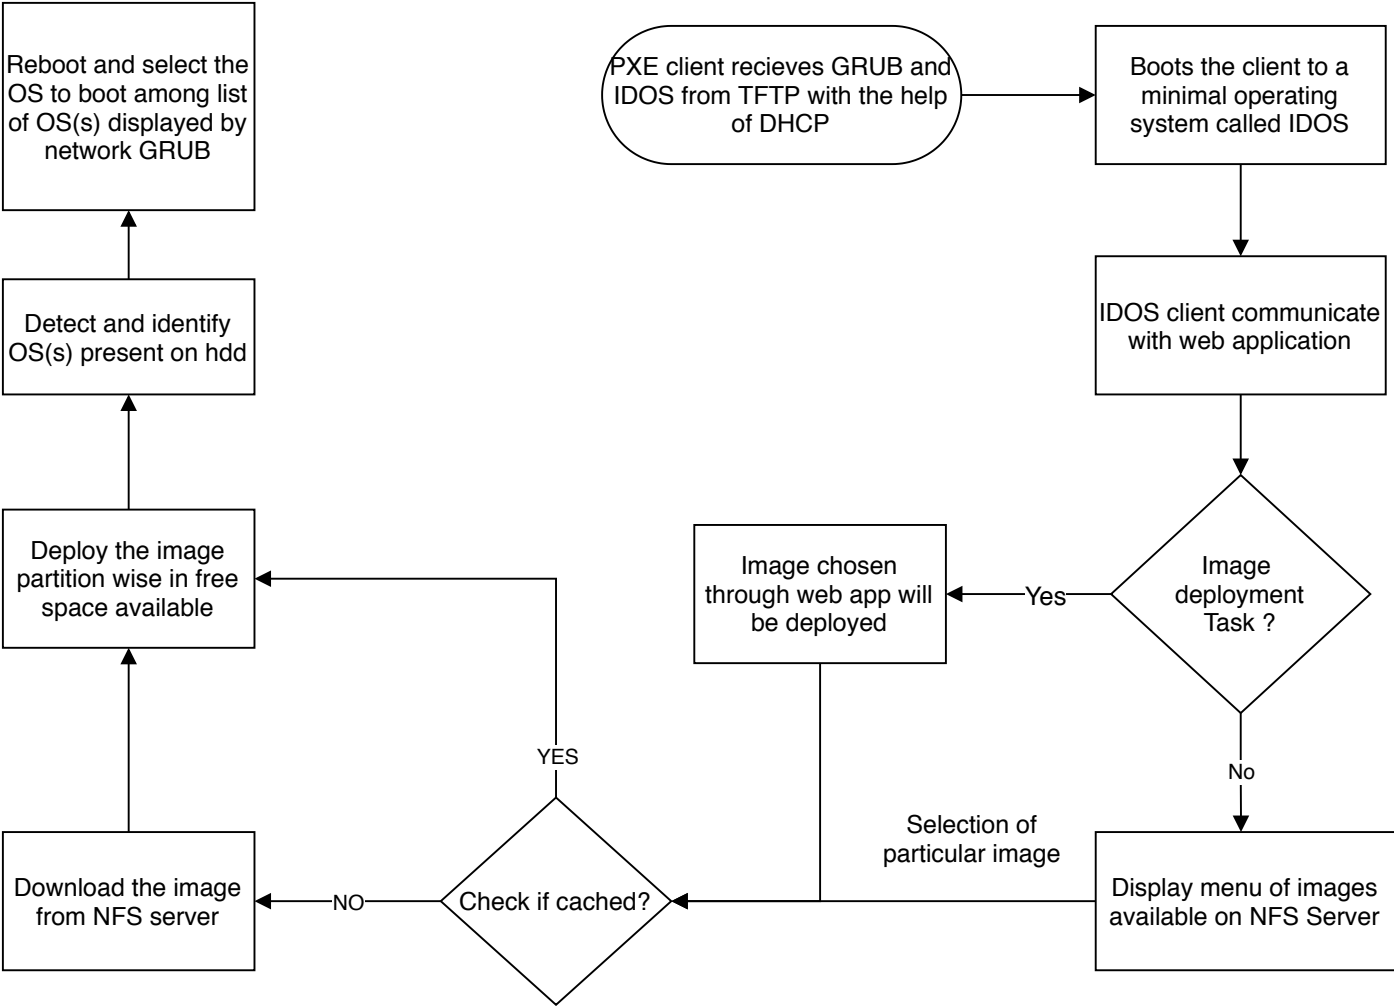 PXE client recieves GRUB and
IDOS from TFTP with the help
of DHCP
Boots the client to a
minimal operating
system called IDOS
IDOS client communicate
with web application
Image
deployment
Task ?
Yes
Image chosen
through web app will
be deployed
No
Display menu of images
available on NFS Server
Selection of
particular image
Check if cached?
YES
NO
Download the image
from NFS server
Deploy the image
partition wise in free
space available
Detect and identify
OS(s) present on hdd
Reboot and select the
OS to boot among list
of OS(s) displayed by
network GRUB